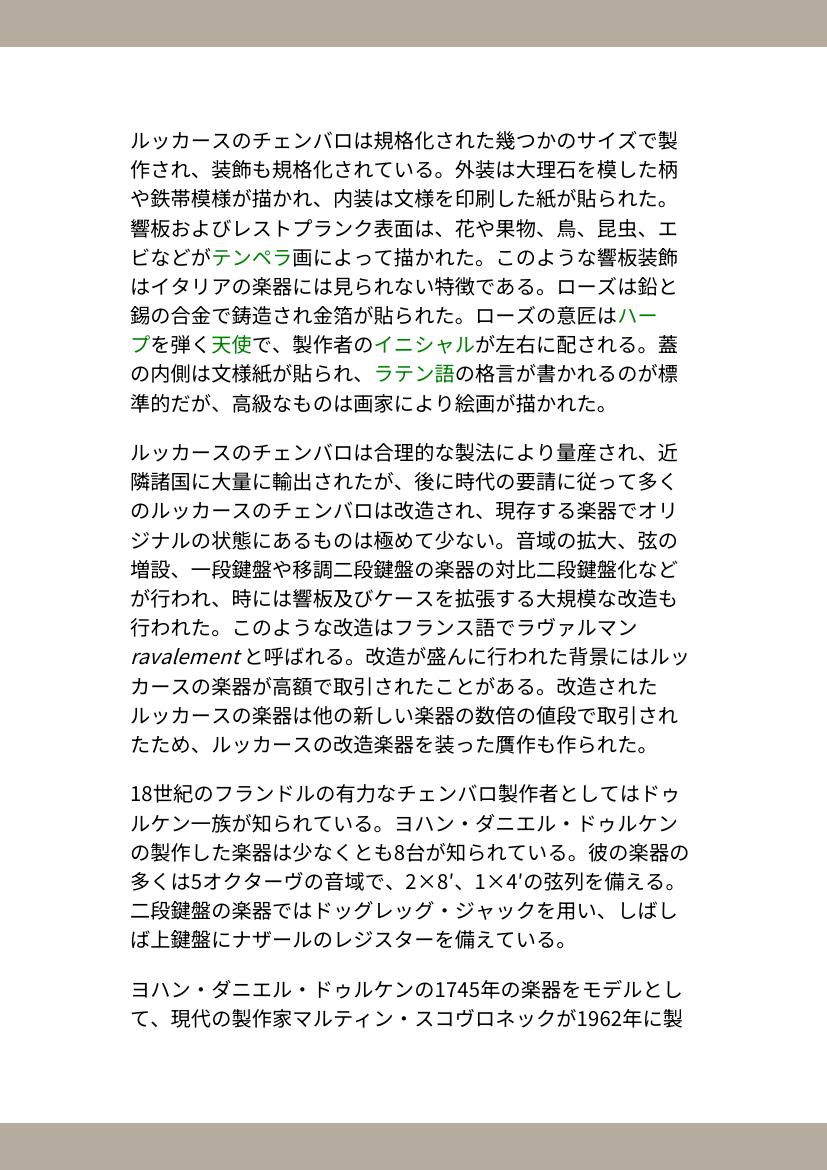 ルッカースのチェンバロは規格化された幾つかのサイズで製
作され、装飾も規格化されている。外装は大理石を模した柄
や鉄帯模様が描かれ、内装は文様を印刷した紙が貼られた。
響板およびレストプランク表面は、花や果物、鳥、昆虫、エ
ビなどがテンペラ画によって描かれた。このような響板装飾
はイタリアの楽器には見られない特徴である。ローズは鉛と
錫の合金で鋳造され金箔が貼られた。ローズの意匠はハー
プを弾く天使で、製作者のイニシャルが左右に配される。蓋
の内側は文様紙が貼られ、ラテン語の格言が書かれるのが標
準的だが、高級なものは画家により絵画が描かれた。
ルッカースのチェンバロは合理的な製法により量産され、近
隣諸国に大量に輸出されたが、後に時代の要請に従って多く
のルッカースのチェンバロは改造され、現存する楽器でオリ
ジナルの状態にあるものは極めて少ない。音域の拡大、弦の
増設、一段鍵盤や移調二段鍵盤の楽器の対比二段鍵盤化など
が行われ、時には響板及びケースを拡張する大規模な改造も
行われた。このような改造はフランス語でラヴァルマン
ravalement と呼ばれる。改造が盛んに行われた背景にはルッ
カースの楽器が高額で取引されたことがある。改造された
ルッカースの楽器は他の新しい楽器の数倍の値段で取引され
たため、ルッカースの改造楽器を装った贋作も作られた。
18世紀のフランドルの有力なチェンバロ製作者としてはドゥ
ルケン一族が知られている。ヨハン・ダニエル・ドゥルケン
の製作した楽器は少なくとも8台が知られている。彼の楽器の
多くは5オクターヴの音域で、2×8′、1×4′の弦列を備える。
二段鍵盤の楽器ではドッグレッグ・ジャックを用い、しばし
ば上鍵盤にナザールのレジスターを備えている。
ヨハン・ダニエル・ドゥルケンの1745年の楽器をモデルとし
て、現代の製作家マルティン・スコヴロネックが1962年に製